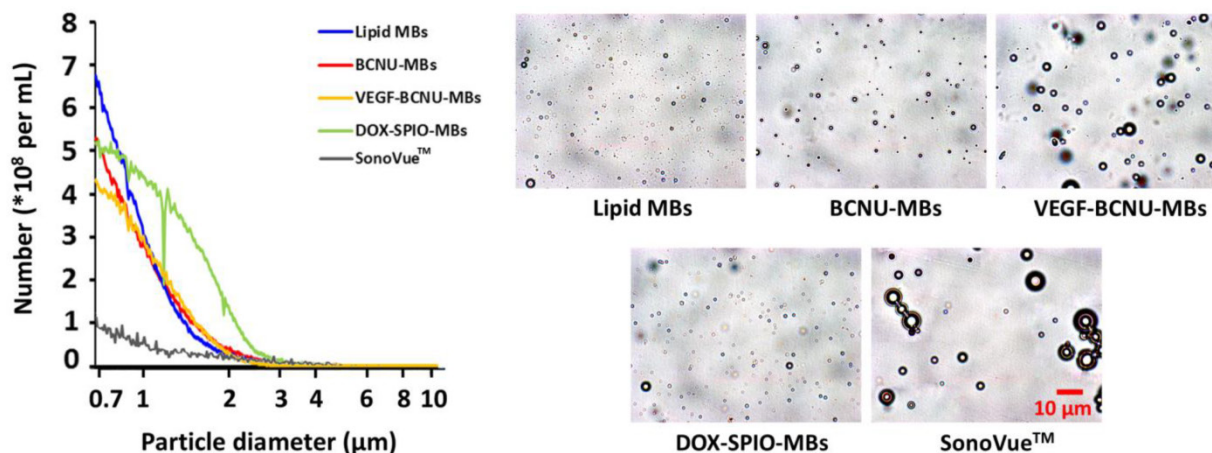 8
7
6
5
4
3
2
1
0
Number (*10⁸ per mL)
Lipid MBs
BCNU-MBs
VEGF-BCNU-MBs
DOX-SPIO-MBs
SonoVue™
0.7 1 2 3 4 6 8 10
Particle diameter (μm)
Lipid MBs BCNU-MBs VEGF-BCNU-MBs
10 μm
DOX-SPIO-MBs SonoVue™